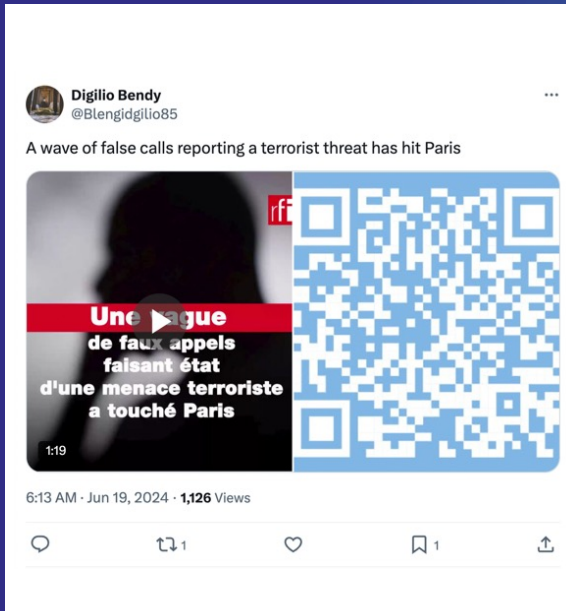 Digilio Bendy
@Blengidgilio85
A wave of false calls reporting a terrorist threat has hit Paris
rfi
Une vague
de faux appels
faisant état
d'une menace terroriste
a touché Paris
1:19
6:13 AM · Jun 19, 2024 · 1,126 Views
1
1